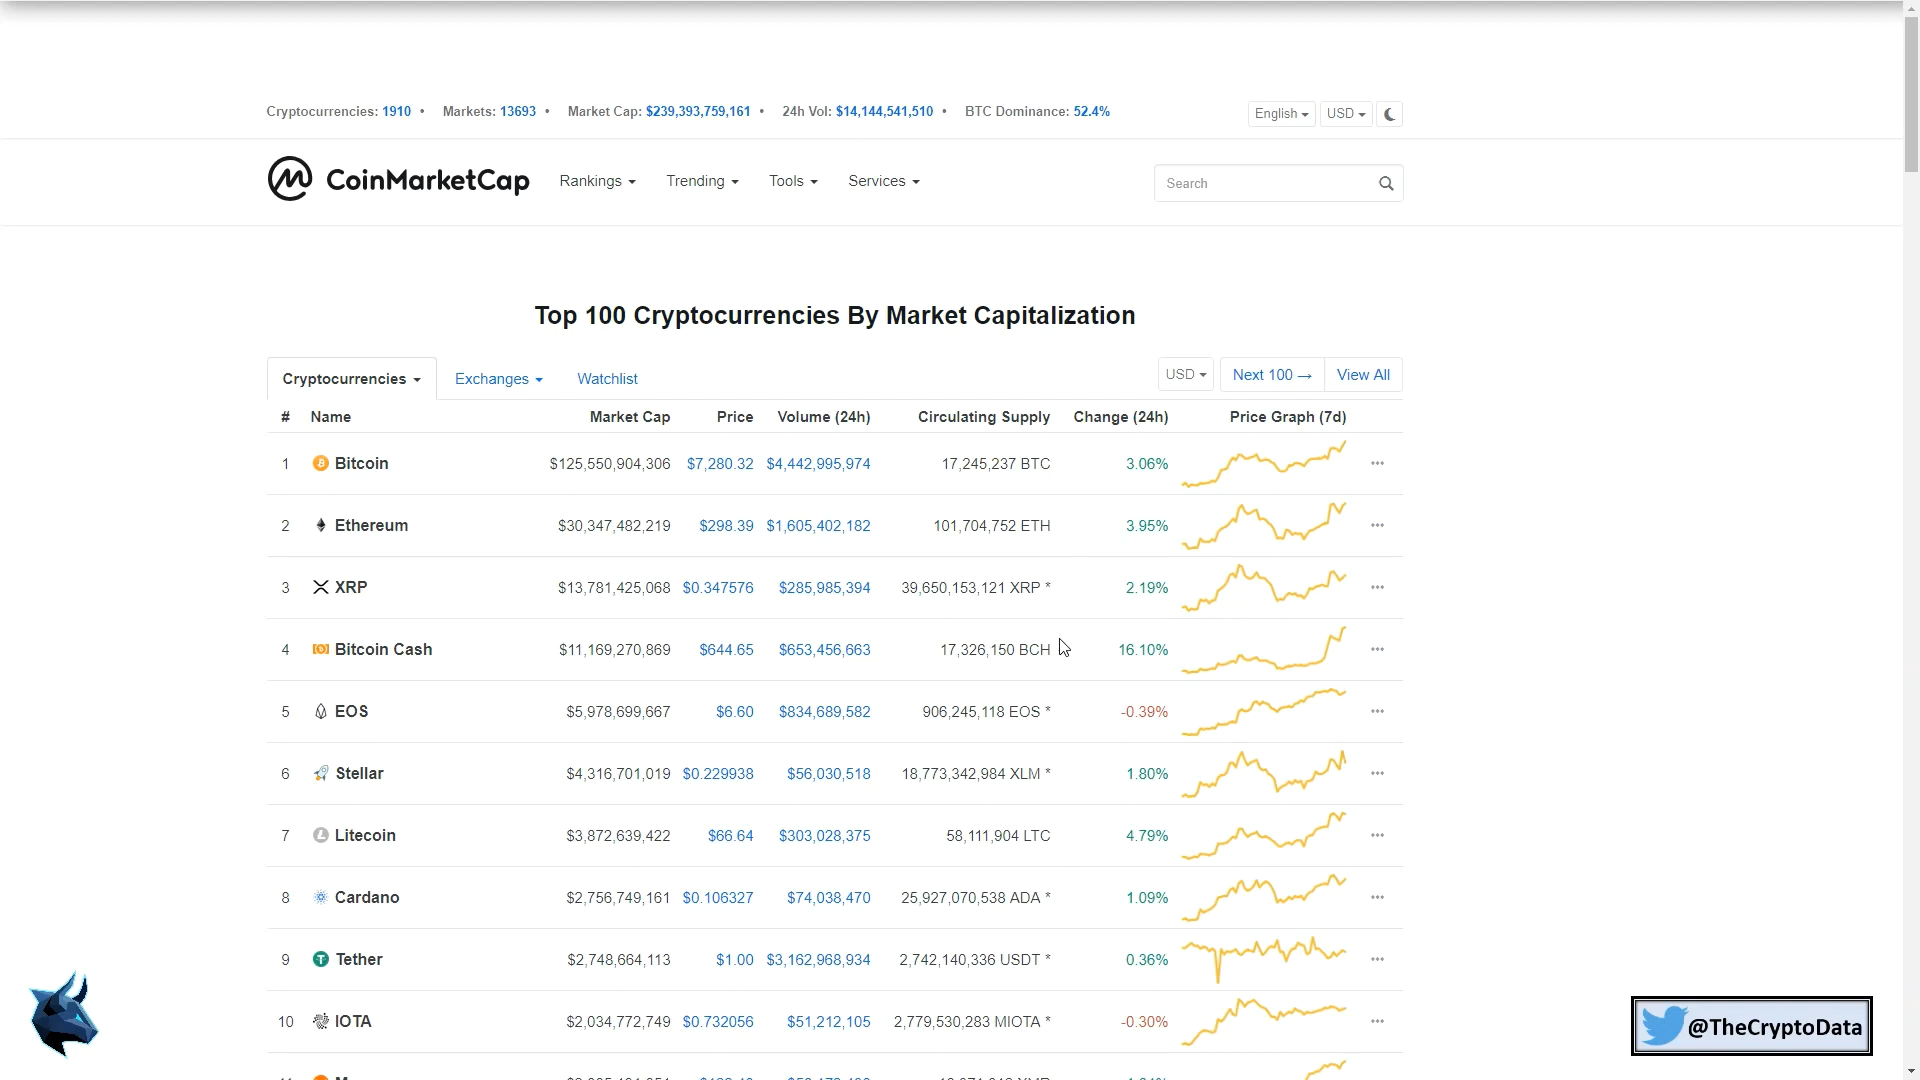 Cryptocurrencies: 1910 • Markets: 13693 • Market Cap: $239,393,759,161 • 24h Vol: $14,144,541,510 • BTC Dominance: 52.4% English USD
CoinMarketCap Rankings Trending Tools Services Search
Top 100 Cryptocurrencies By Market Capitalization
Cryptocurrencies Exchanges Watchlist USD Next 100 → View All
# Name Market Cap Price Volume (24h) Circulating Supply Change (24h) Price Graph (7d)
1 Bitcoin $125,550,904,306 $7,280.32 $4,442,995,974 17,245,237 BTC 3.06%
2 Ethereum $30,347,482,219 $298.39 $1,605,402,182 101,704,752 ETH 3.95%
3 XRP $13,781,425,068 $0.347576 $285,985,394 39,650,153,121 XRP * 2.19%
4 Bitcoin Cash $11,169,270,869 $644.65 $653,456,663 17,326,150 BCH 16.10%
5 EOS $5,978,699,667 $6.60 $834,689,582 906,245,118 EOS * -0.39%
6 Stellar $4,316,701,019 $0.229938 $56,030,518 18,773,342,984 XLM * 1.80%
7 Litecoin $3,872,639,422 $66.64 $303,028,375 58,111,904 LTC 4.79%
8 Cardano $2,756,749,161 $0.106327 $74,038,470 25,927,070,538 ADA * 1.09%
9 Tether $2,748,664,113 $1.00 $3,162,968,934 2,742,140,336 USDT * 0.36%
10 IOTA $2,034,772,749 $0.732056 $51,212,105 2,779,530,283 MIOTA * -0.30%
@TheCryptoData